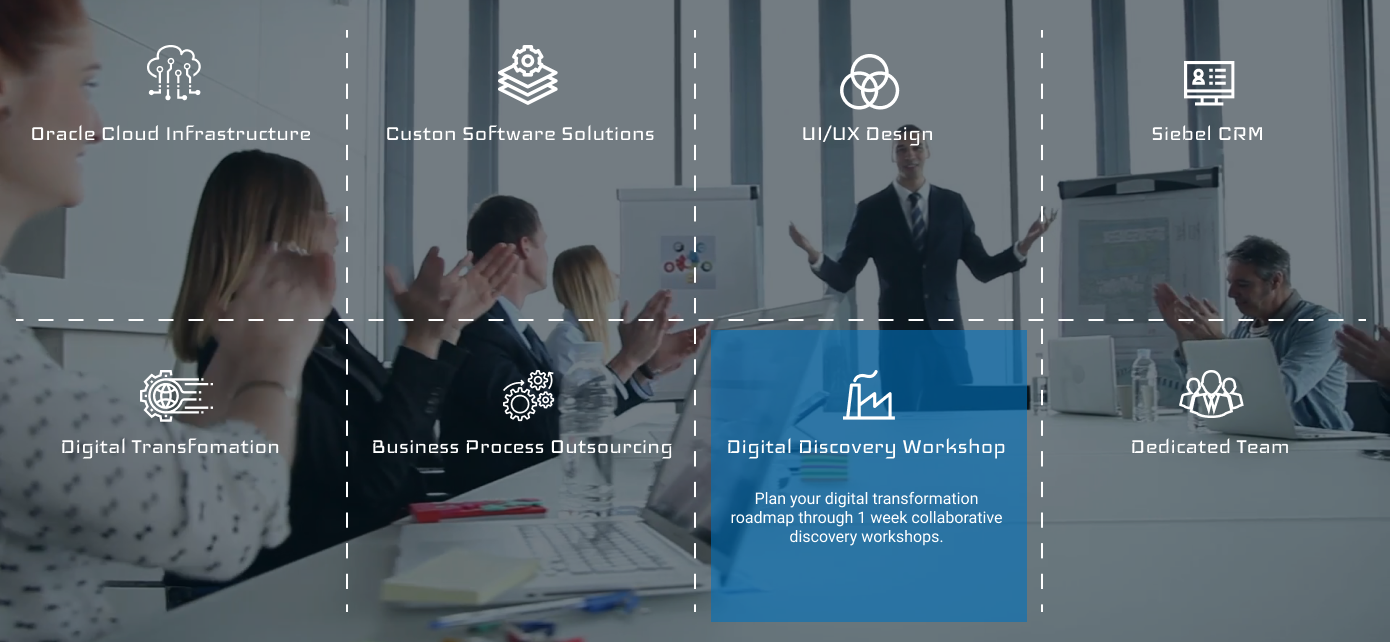 Oracle Cloud Infrastructure
Custon Software Solutions
UI/UX Design
Siebel CRM
Digital Transfomation
Business Process Outsourcing
Digital Discovery Workshop
Plan your digital transformation
roadmap through 1 week collaborative
discovery workshops.
Dedicated Team